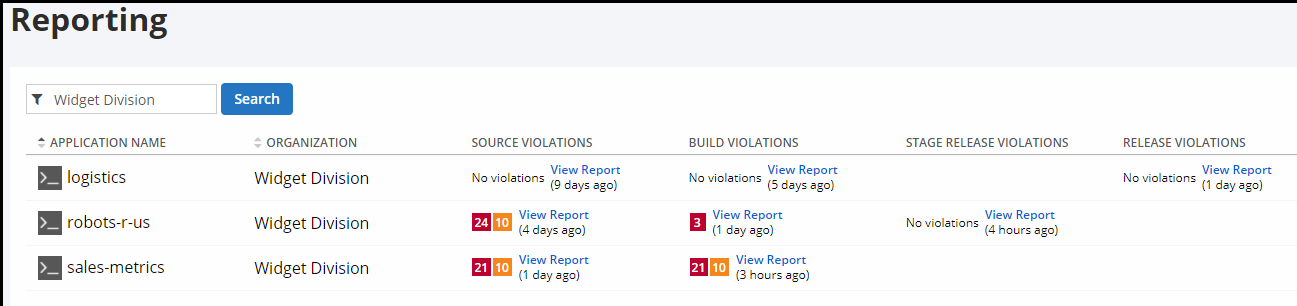 Reporting
Widget Division Search
APPLICATION NAME ORGANIZATION SOURCE VIOLATIONS BUILD VIOLATIONS STAGE RELEASE VIOLATIONS RELEASE VIOLATIONS
logistics Widget Division No violations View Report (9 days ago) No violations View Report (5 days ago) No violations View Report (1 day ago)
robots-r-us Widget Division 24 10 View Report (4 days ago) 3 View Report (1 day ago) No violations View Report (4 hours ago)
sales-metrics Widget Division 21 10 View Report (1 day ago) 21 10 View Report (3 hours ago)